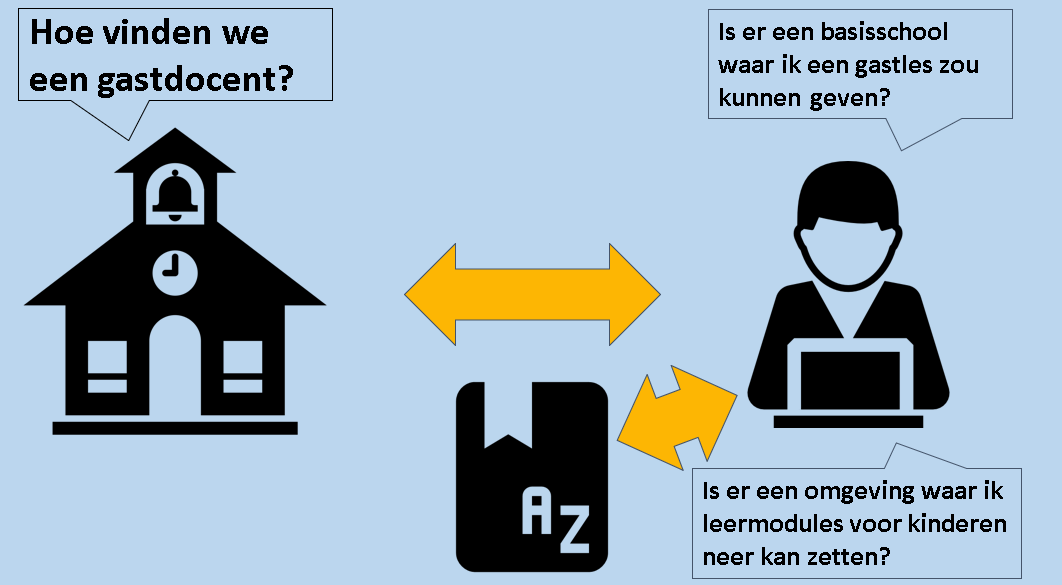 Hoe vinden we
een gastdocent?
Is er een basisschool
waar ik een gastles zou
kunnen geven?
A
Z
Is er een omgeving waar ik
leermodules voor kinderen
neer kan zetten?